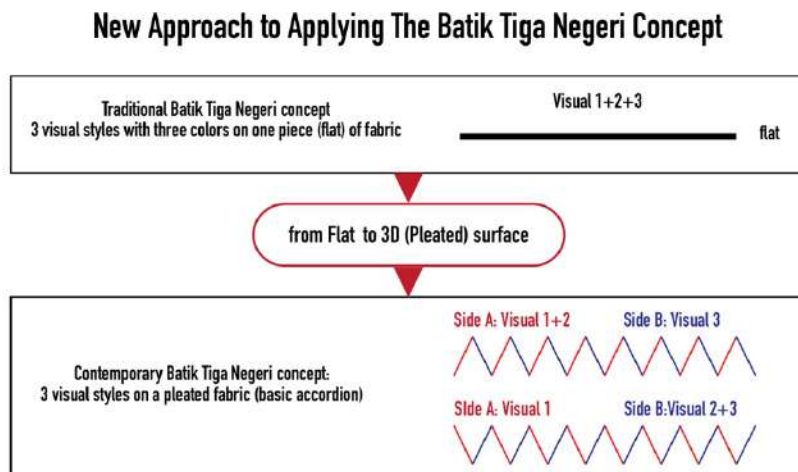 New Approach to Applying The Batik Tiga Negeri Concept
Traditional Batik Tiga Negeri concept
3 visual styles with three colors on one piece (flat) of fabric
Visual 1+2+3
flat
from Flat to 3D (Pleated) surface
Contemporary Batik Tiga Negeri concept:
3 visual styles on a pleated fabric (basic accordion)
Side A: Visual 1+2
Side B: Visual 3
SIde A: Visual 1
Side B:Visual 2+3